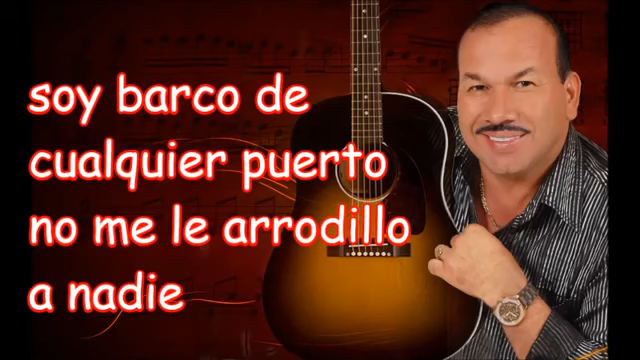 soy barco de
cualquier puerto
no me le arrodillo
a nadie